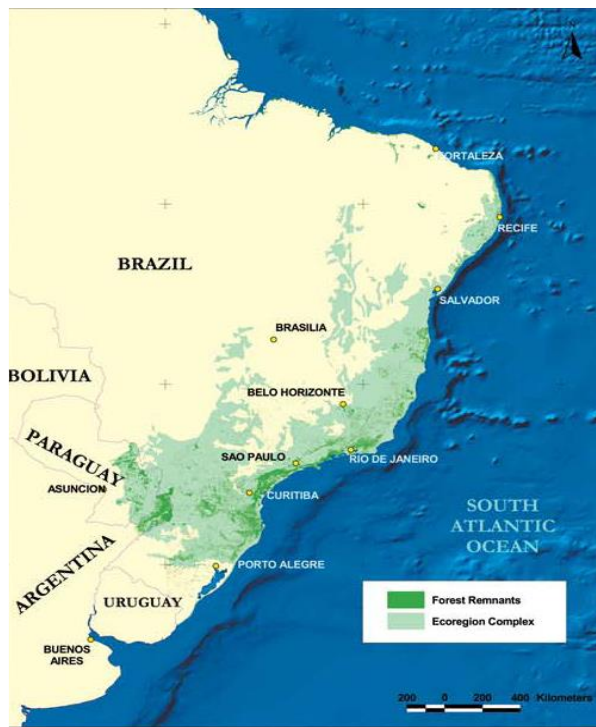 N
FORTALEZA
RECIFE
BRAZIL
SALVADOR
BRASILIA
BOLIVIA
BELO HORIZONTE
PARAGUAY
SAO PAULO
RIO DE JANEIRO
ASUNCION
CURITIBA
SOUTH
ATLANTIC
OCEAN
ARGENTINA
PORTO ALEGRE
URUGUAY
Forest Remnants
Ecoregion Complex
BUENOS
AIRES
200 0 200 400 Kilometers